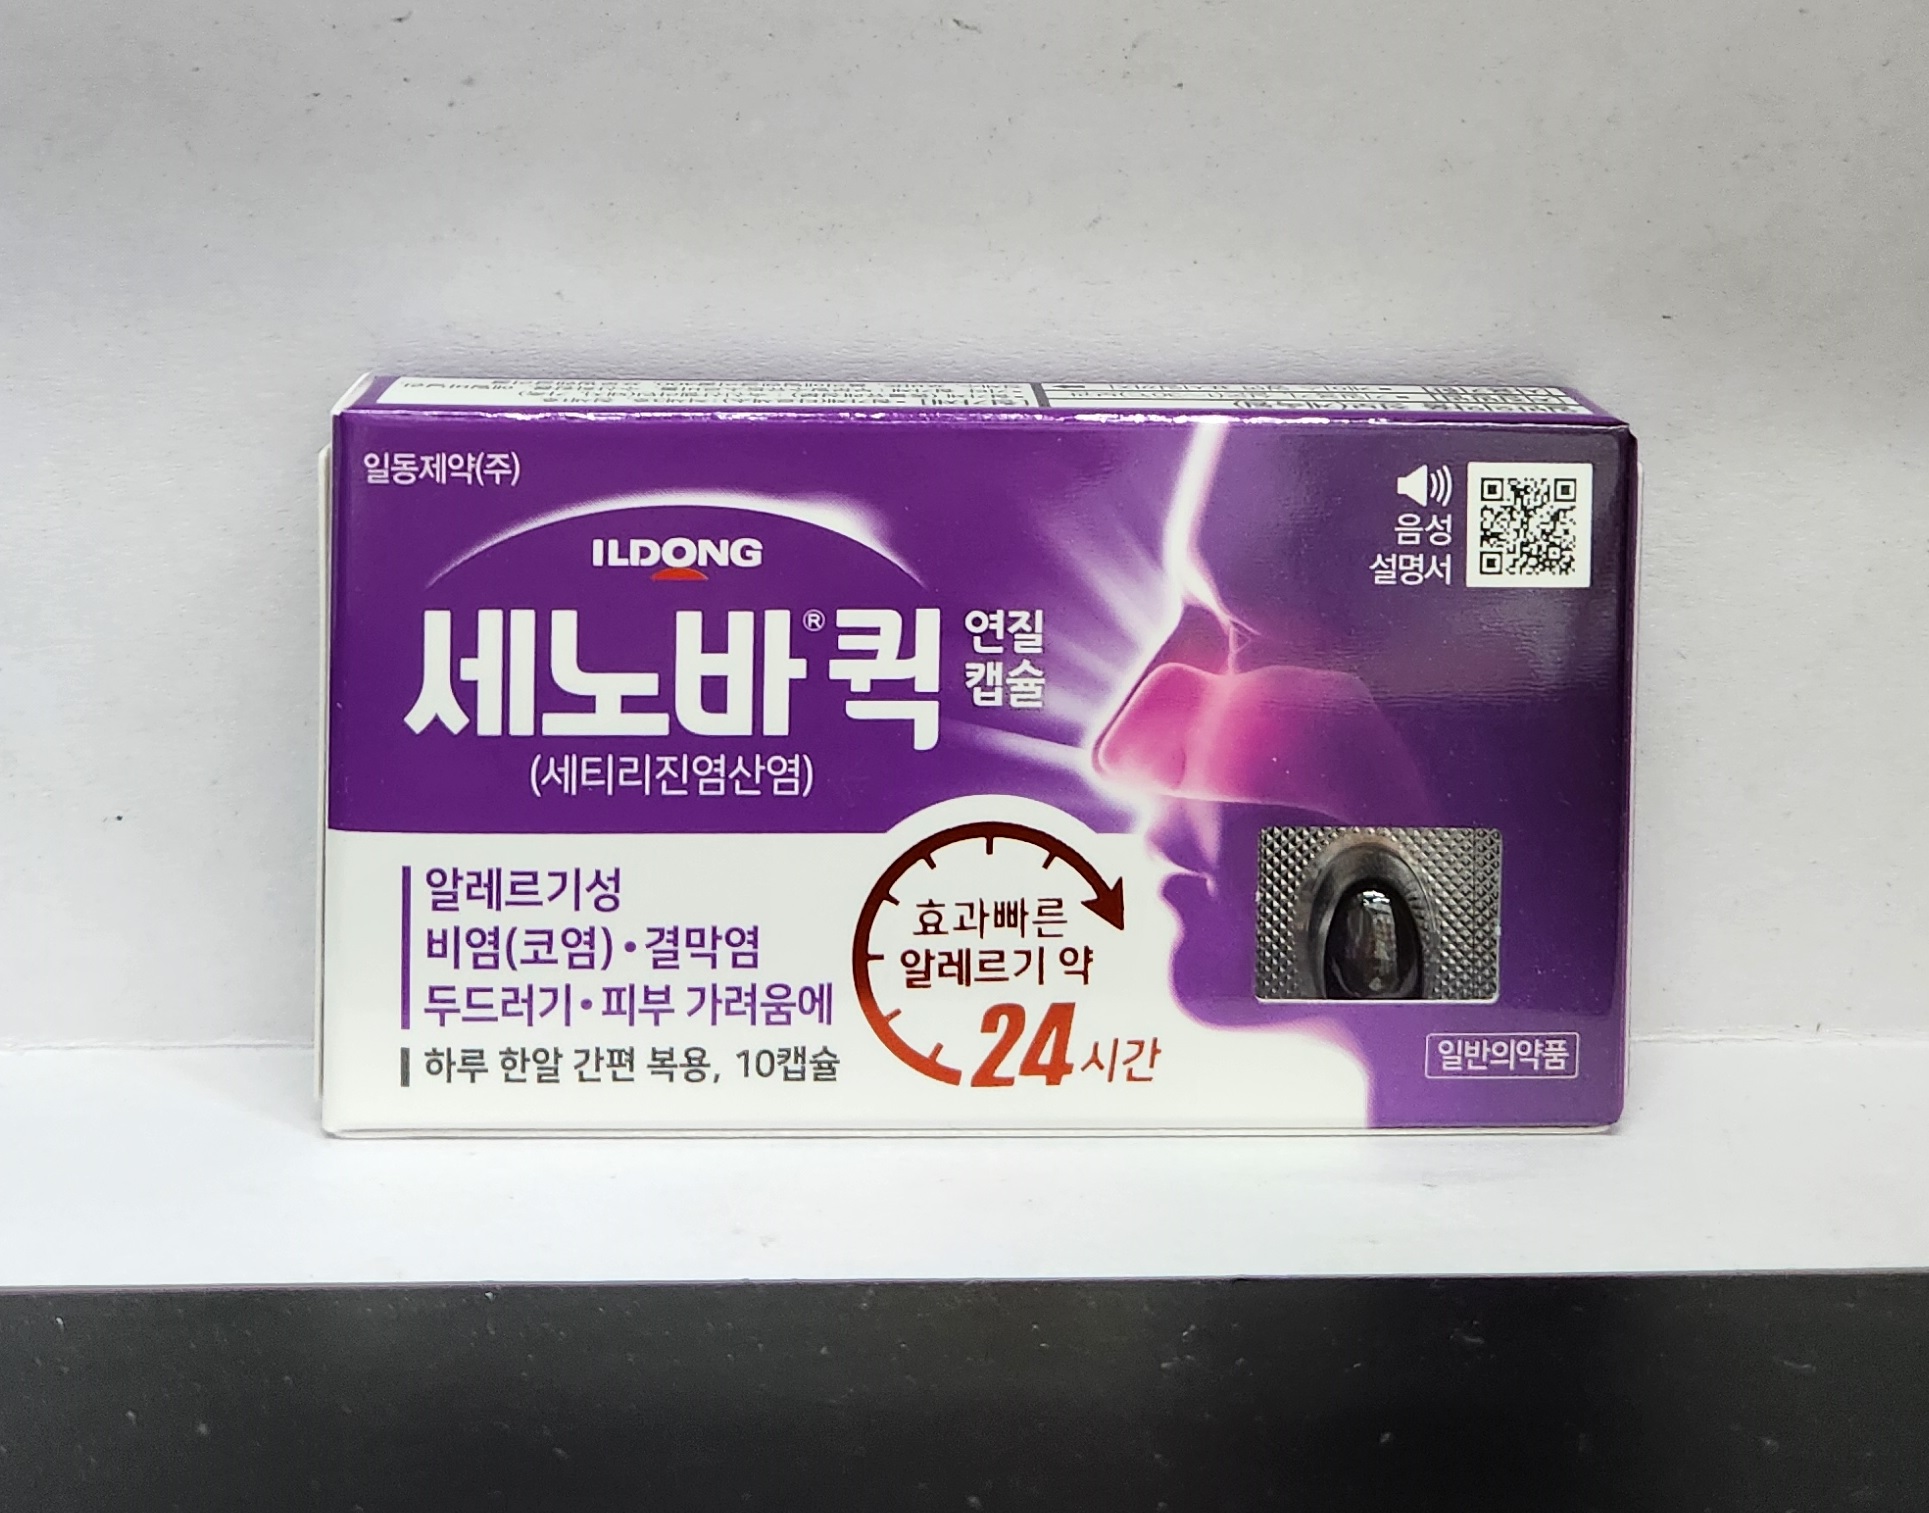 일동제약(주)
ILDONG
세노바® 퀵 연질
캡슐
(세티리진염산염)
음성
설명서
알레르기성
비염(코염)•결막염
두드러기•피부 가려움에
하루 한알 간편 복용, 10캡슐
효과빠른
알레르기 약
24시간
일반의약품